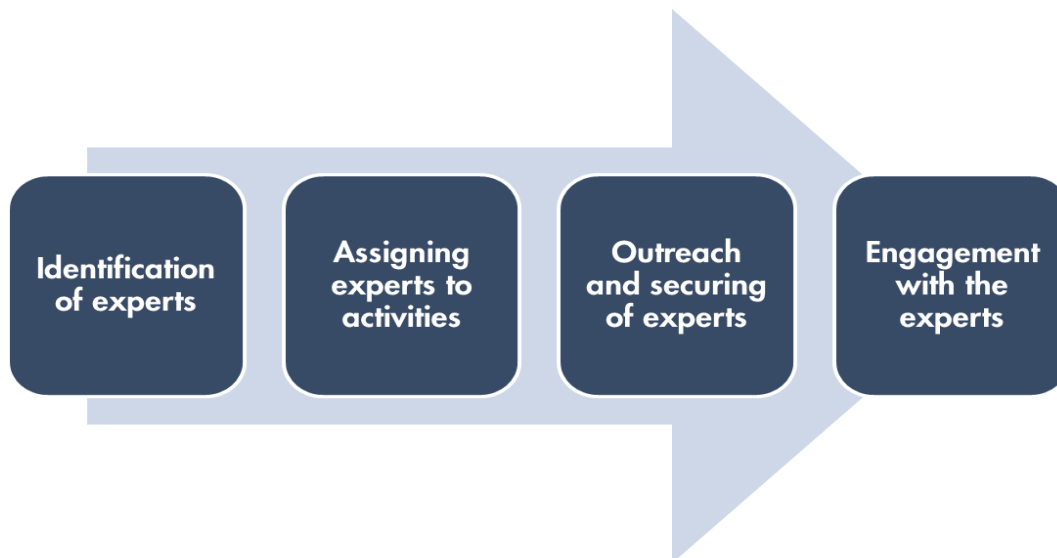 Identification
of experts
Assigning
experts to
activities
Outreach
and securing
of experts
Engagement
with the
experts